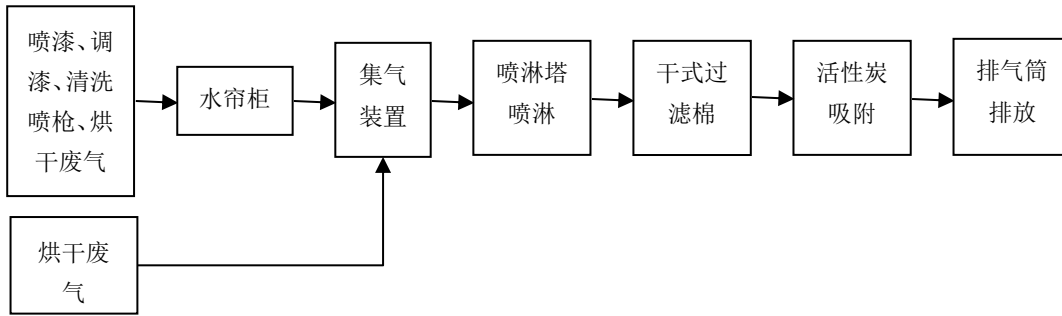 喷漆、调
漆、清洗
喷枪、烘
干废气
水帘柜
集气
装置
喷淋塔
喷淋
干式过
滤棉
活性炭
吸附
排气筒
排放
烘干废
气